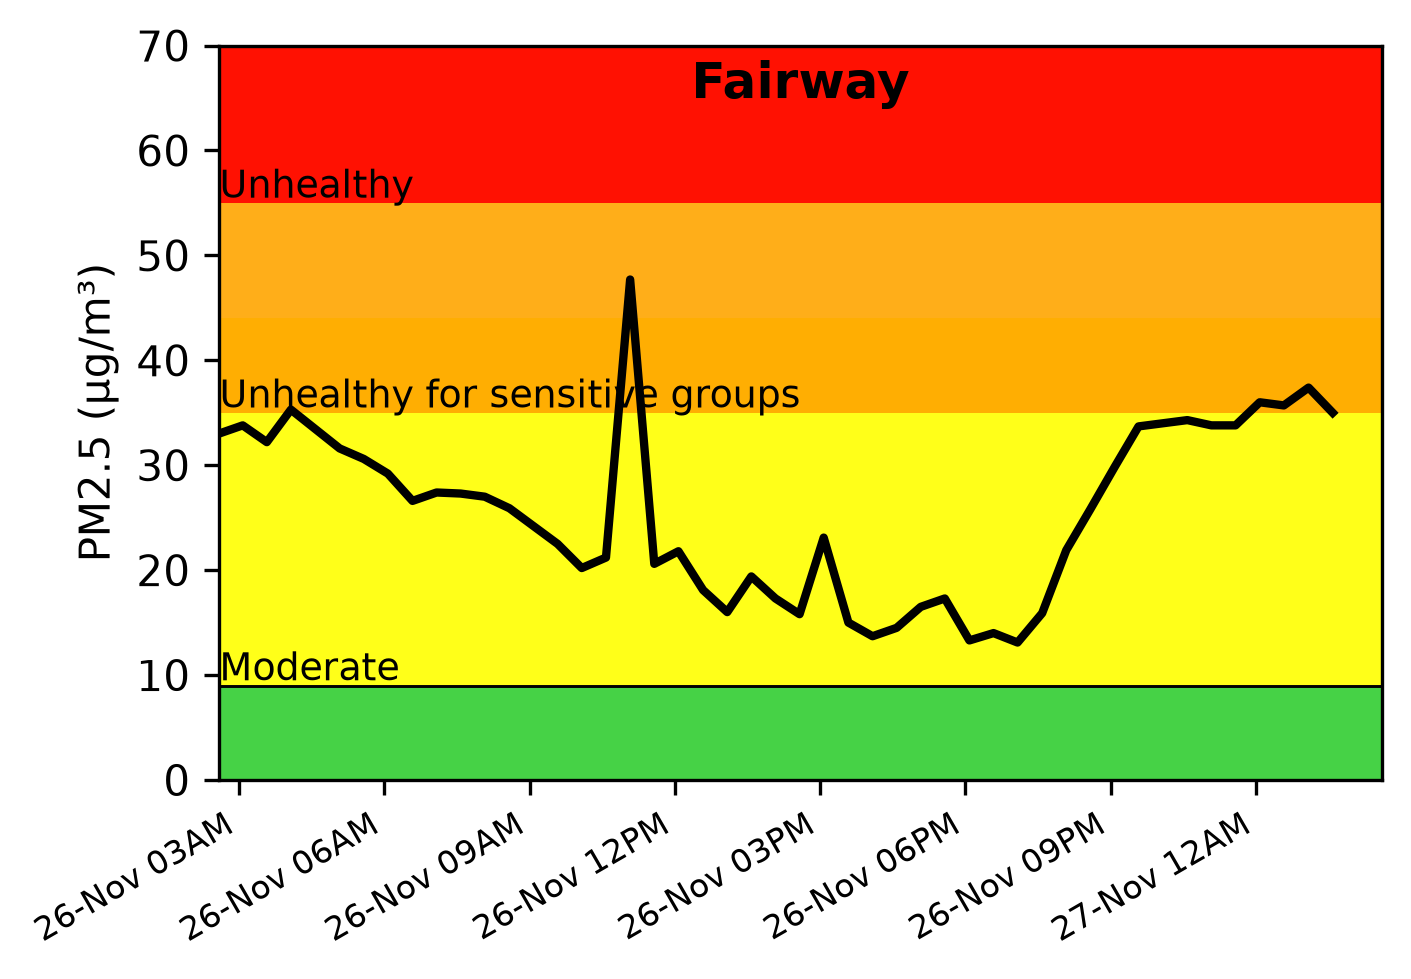 Fairway
PM2.5 (µg/m³)
70
60
50
40
30
20
10
0
Unhealthy
Unhealthy for sensitive groups
Moderate
26-Nov 03AM
26-Nov 06AM
26-Nov 09AM
26-Nov 12PM
26-Nov 03PM
26-Nov 06PM
26-Nov 09PM
27-Nov 12AM